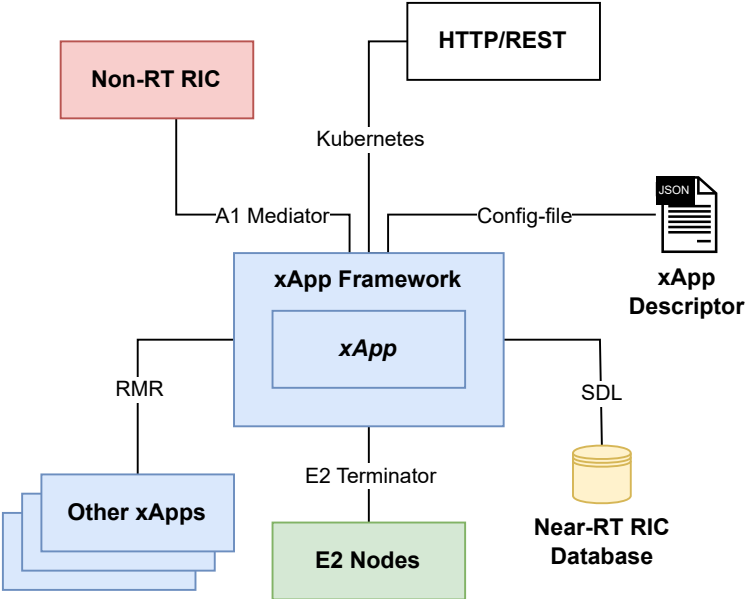 HTTP/REST
Non-RT RIC
Kubernetes
JSON
A1 Mediator
Config-file
xApp Framework
xApp
Descriptor
xApp
RMR
SDL
E2 Terminator
Other xApps
Near-RT RIC
Database
E2 Nodes